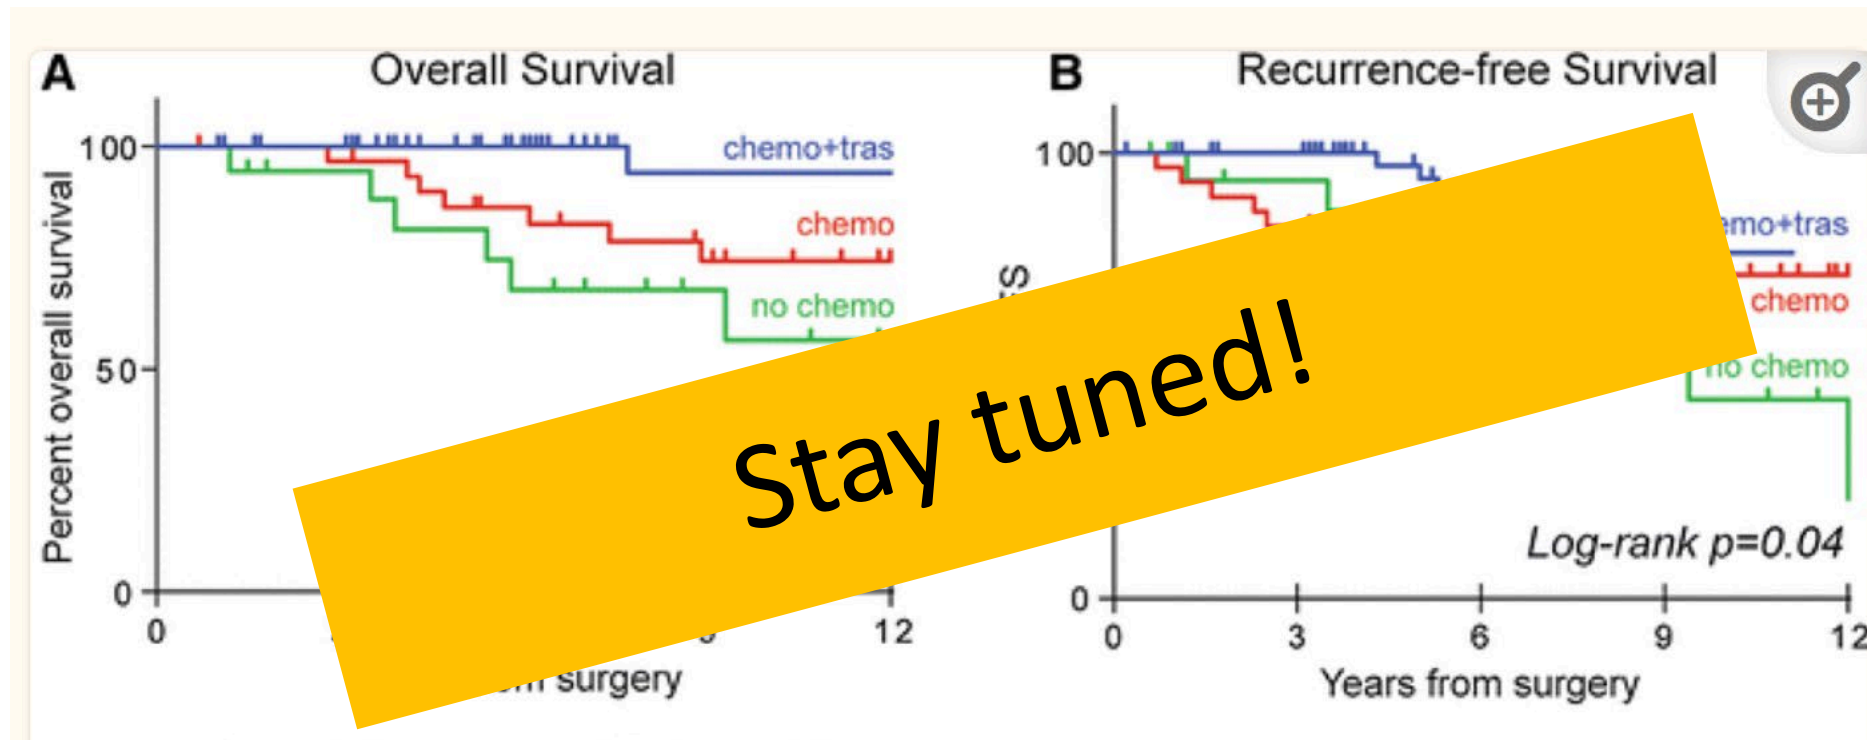 A
Overall Survival
Percent overall survival
100
50
0
chemo+tras
chemo
no chemo
0
12
surgery
B
Recurrence-free Survival
100
0
chemo
no chemo
Log-rank p=0.04
0 3 6 9 12
Years from surgery
Stay tuned!